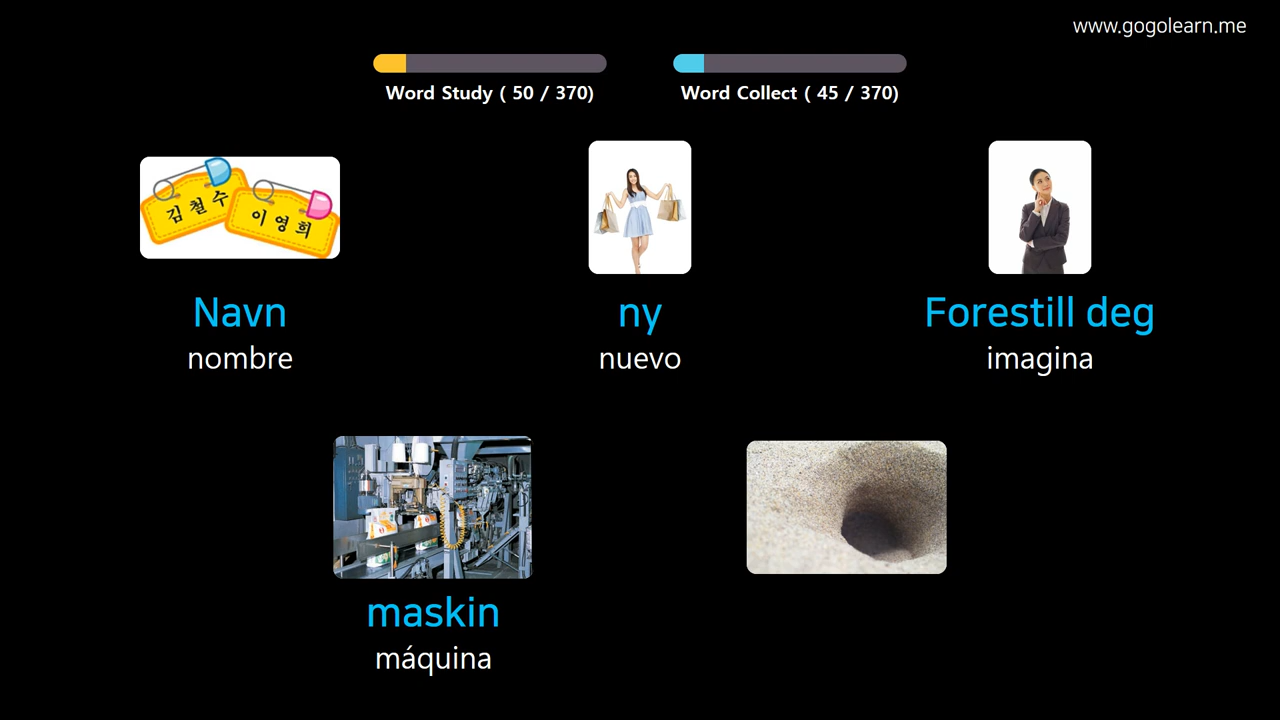 www.gogolearn.me
Word Study ( 50 / 370)
Word Collect ( 45 / 370)
김철수
이영희
Navn
nombre
ny
nuevo
Forestill deg
imagina
maskin
máquina